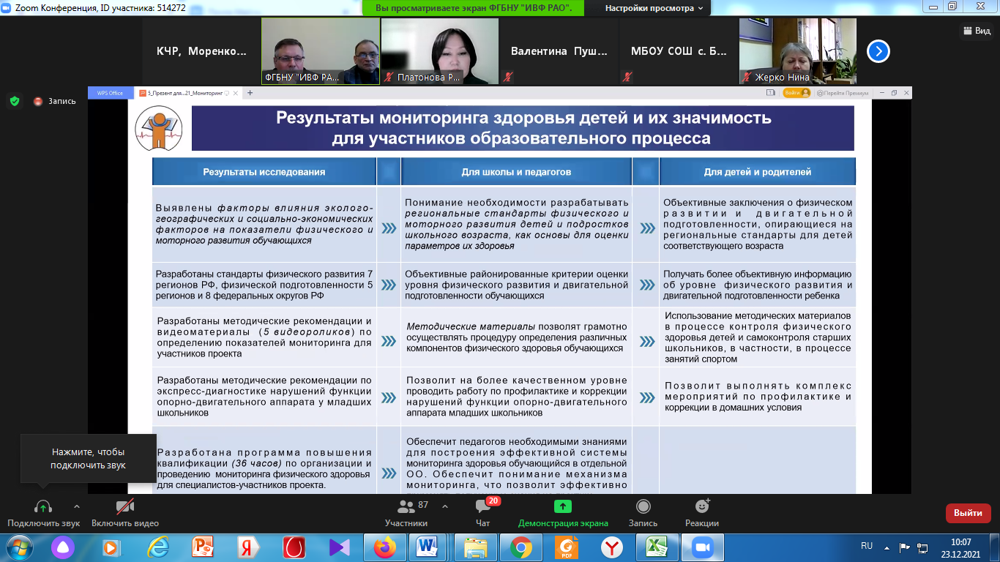 Zoom Конференция, ID участника: 514272
Вы просматриваете экран ФГБНУ "ИВФ РАО".
Настройки просмотра
КЧР, Моренко...
ФГБНУ "ИВФ РА...
Платонова Р...
Валентина Пуш...
МБОУ СОШ с. Б...
Жерко Нина
Вид
Запись
WPS Office
5_Презент для...21_Мониторинг
Войти
Перейти Премиум
Результаты мониторинга здоровья детей и их значимость
для участников образовательного процесса
Результаты исследования
Для школы и педагогов
Для детей и родителей
Выявлены факторы влияния эколого-
географических и социально-экономических
факторов на показатели физического и
моторного развития обучающихся
Понимание необходимости разрабатывать
региональные стандарты физического и
моторного развития детей и подростков
школьного возраста, как основы для оценки
параметров их здоровья
Объективные заключения о физическом
развитии и двигательной
подготовленности, опирающиеся на
региональные стандарты для детей
соответствующего возраста
Разработаны стандарты физического развития 7
регионов РФ, физической подготовленности 5
регионов и 8 федеральных округов РФ
Объективные районированные критерии оценки
уровня физического развития и двигательной
подготовленности обучающихся
Получать более объективную информацию
об уровне физического развития и
двигательной подготовленности ребенка
Разработаны методические рекомендации и
видеоматериалы (5 видеороликов) по
определению показателей мониторинга для
участников проекта
Методические материалы позволят грамотно
осуществлять процедуру определения различных
компонентов физического здоровья обучающихся
Использование методических материалов
в процессе контроля физического
здоровья детей и самоконтроля старших
школьников, в частности, в процессе
занятий спортом
Разработаны методические рекомендации по
экспресс-диагностике нарушений функции
опорно-двигательного аппарата у младших
школьников
Позволит на более качественном уровне
проводить работу по профилактике и коррекции
нарушений функции опорно-двигательного
аппарата младших школьников
Позволит выполнять комплекс
мероприятий по профилактике и
коррекции в домашних условия
Разработана программа повышения
квалификации (36 часов) по организации и
проведению мониторинга физического здоровья
для специалистов-участников проекта.
Обеспечит педагогов необходимыми знаниями
для построения эффективной системы
мониторинга здоровья обучающийся в отдельной
ОО. Обеспечит понимание механизма
мониторинга, что позволит эффективно
Нажмите, чтобы
подключить звук
Подключить звук
Включить видео
87
Участники
20
Чат
Демонстрация экрана
Запись
Реакции
Выйти
RU
10:07
23.12.2021